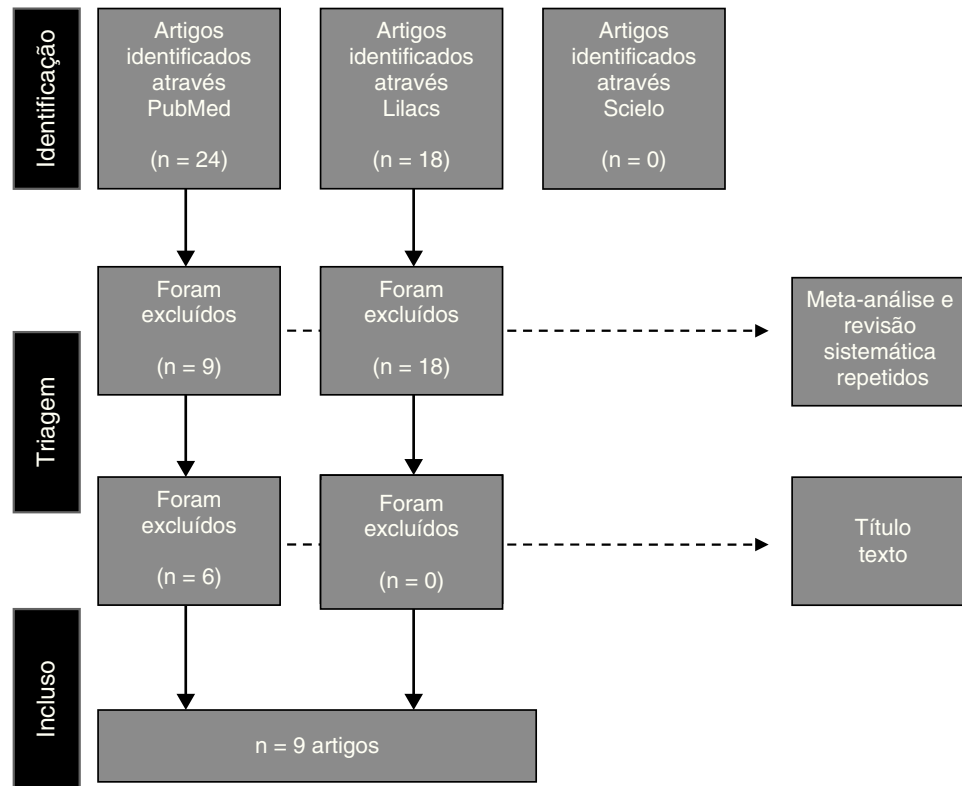 Identificação
Artigos
identificados
através
PubMed
(n = 24)
Artigos
identificados
através
Lilacs
(n = 18)
Artigos
identificados
através
Scielo
(n = 0)
Triagem
Foram
excluídos
(n = 9)
Foram
excluídos
(n = 18)
Meta-análise e
revisão
sistemática
repetidos
Foram
excluídos
(n = 6)
Foram
excluídos
(n = 0)
Título
texto
Incluso
n = 9 artigos